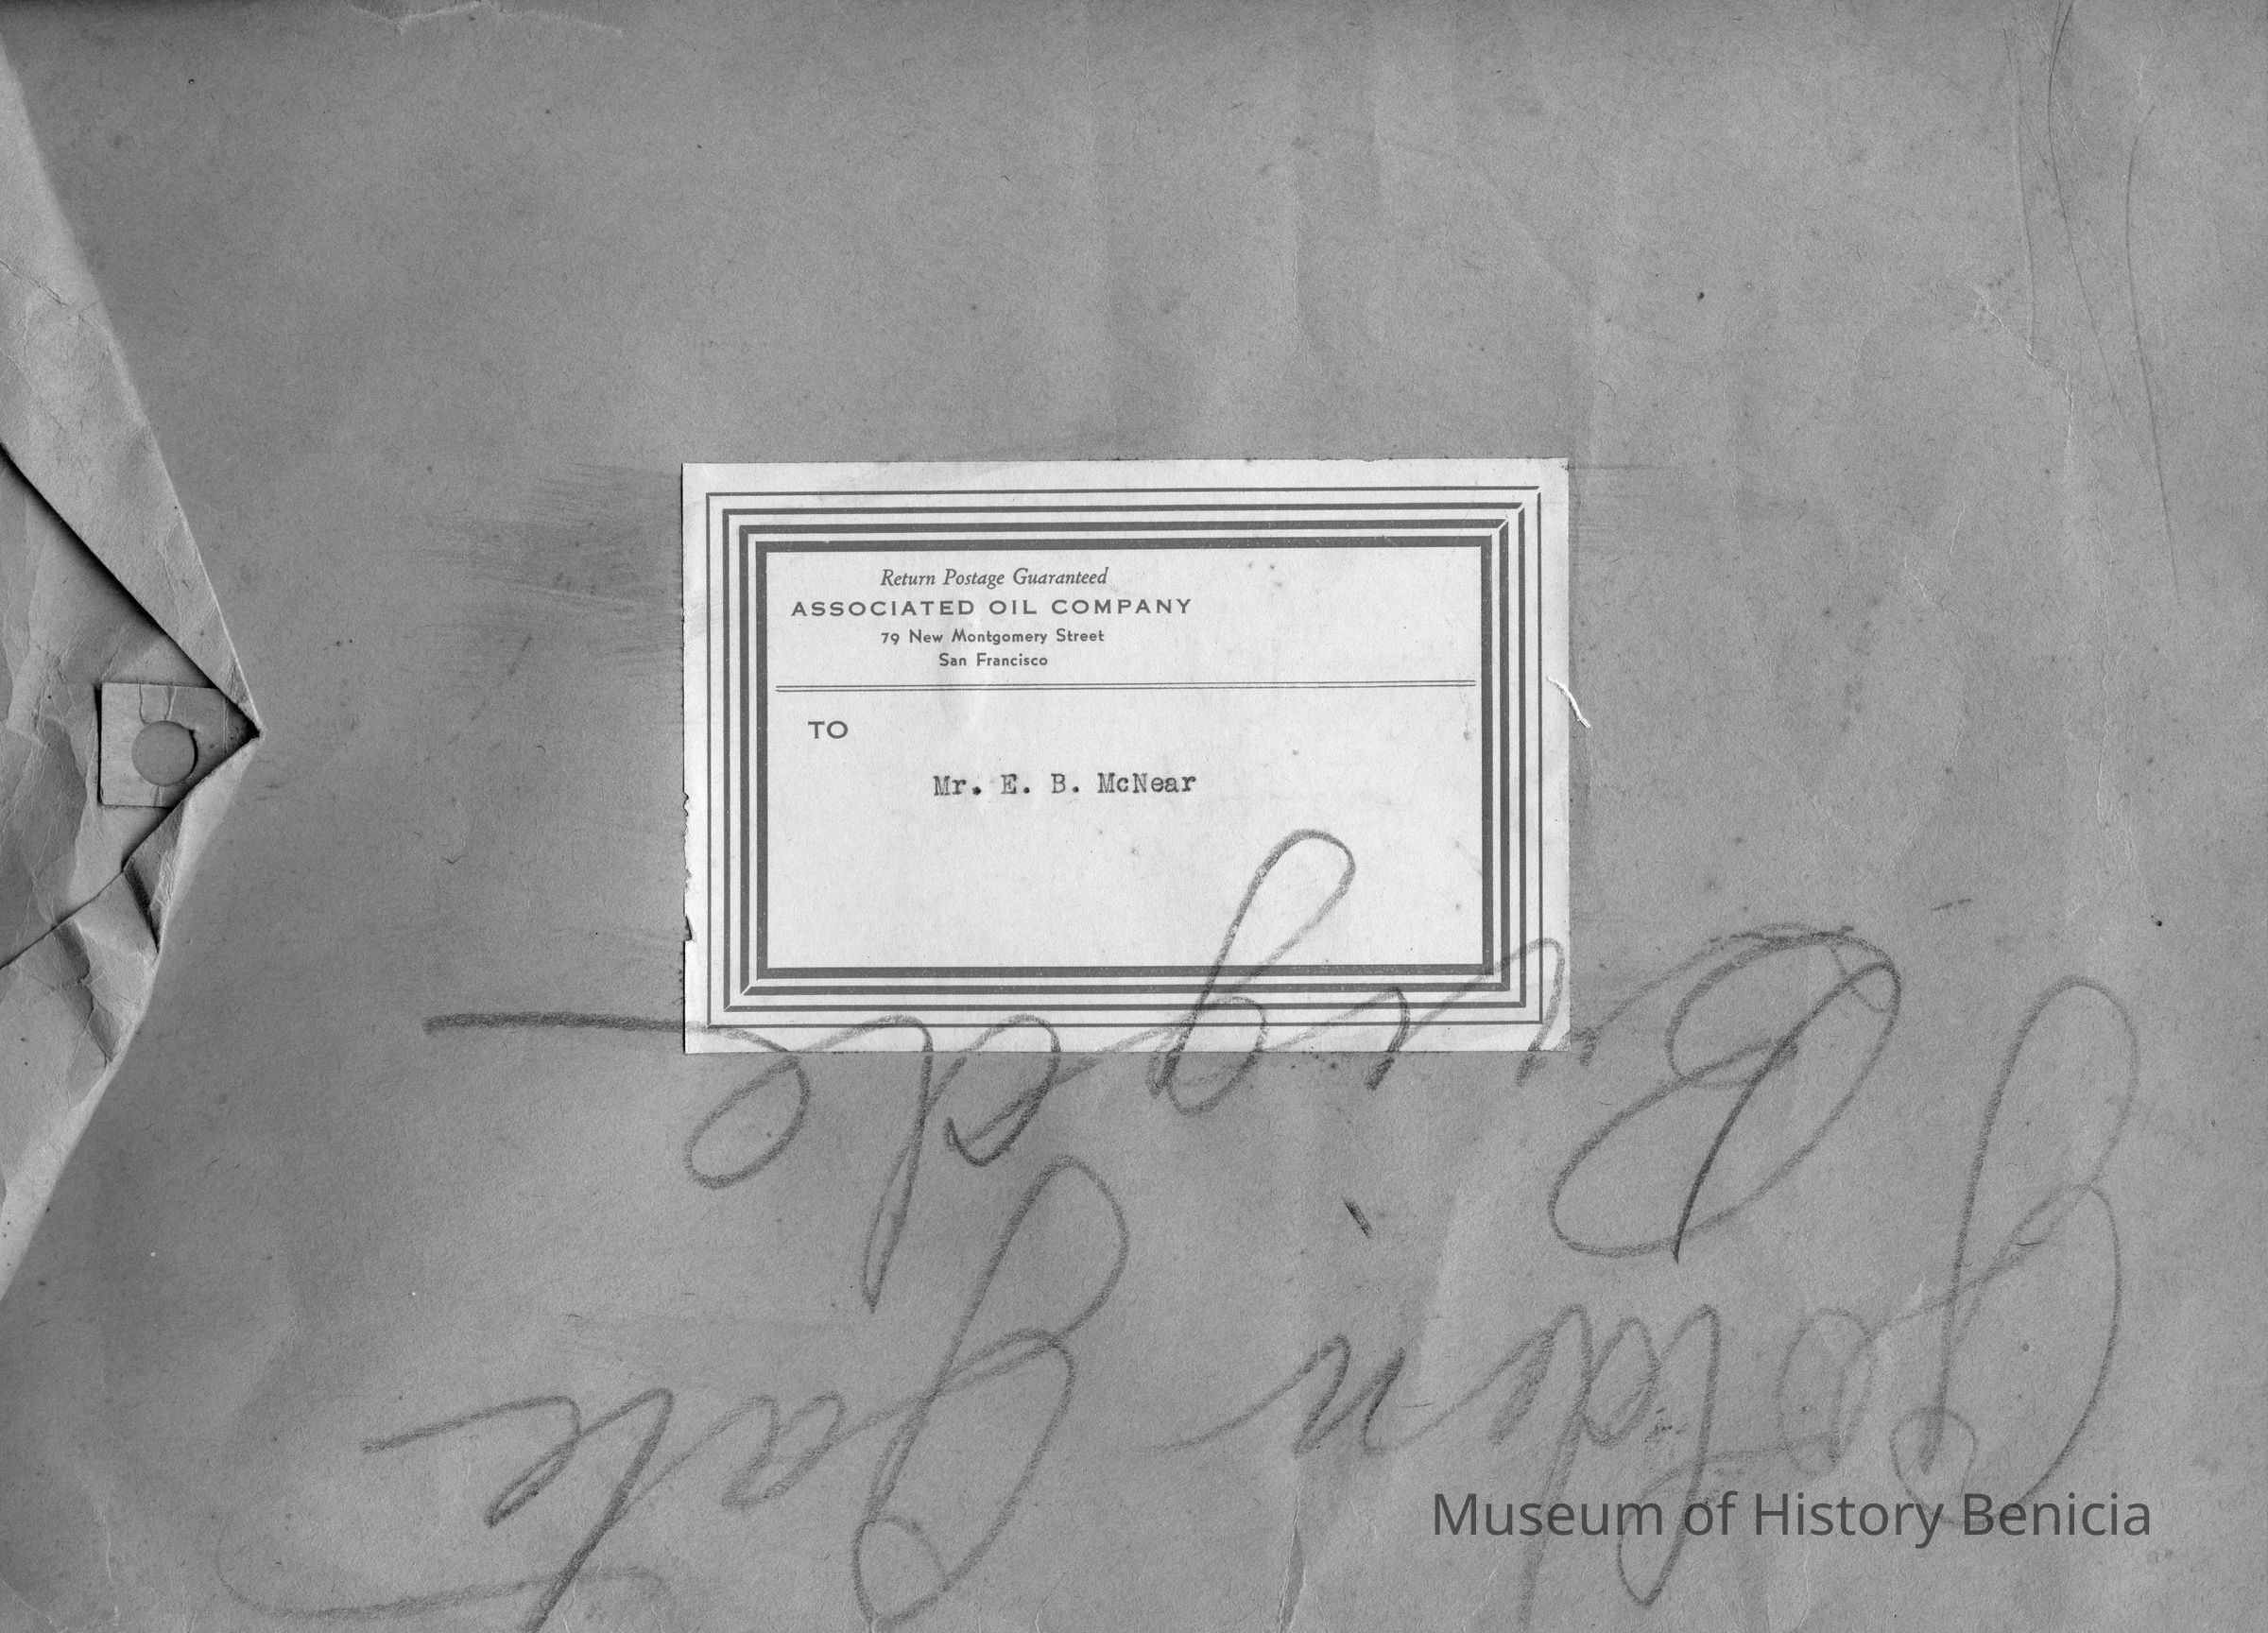 Return Postage Guaranteed
ASSOCIATED OIL COMPANY
79 New Montgomery Street
San Francisco
TO
Mr. E. B. McNear
Golden Gate
Bridge
Museum of History Benicia